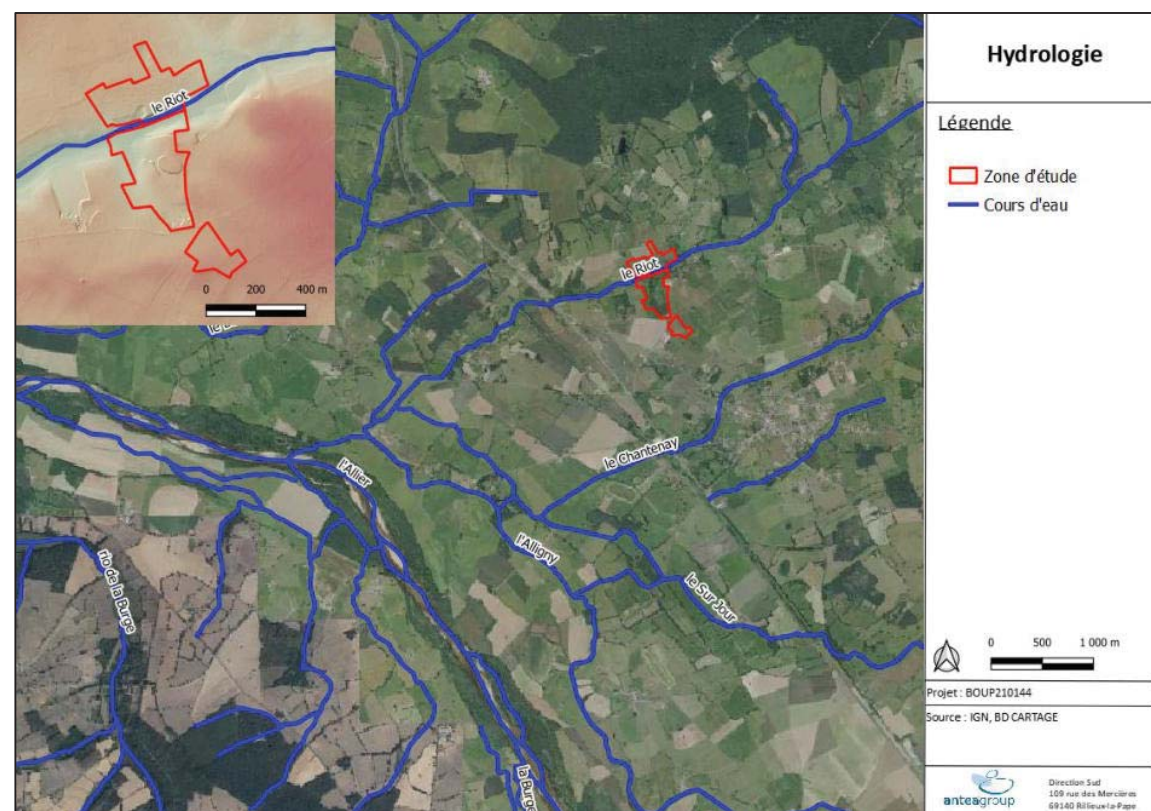 Hydrologie
Légende
Zone d'étude
Cours d'eau
le Riot
0 200 400 m
le Riot
le Chantenay
l'Allier
l'Alligny
le Sur Jour
rio de la Burge
la Burge
0 500 1 000 m
Projet : BOUP210144
Source : IGN, BD CARTAGE
anteagroup
Direction Sud
109 rue des Mercières
69140 Rillieux-la-Pape